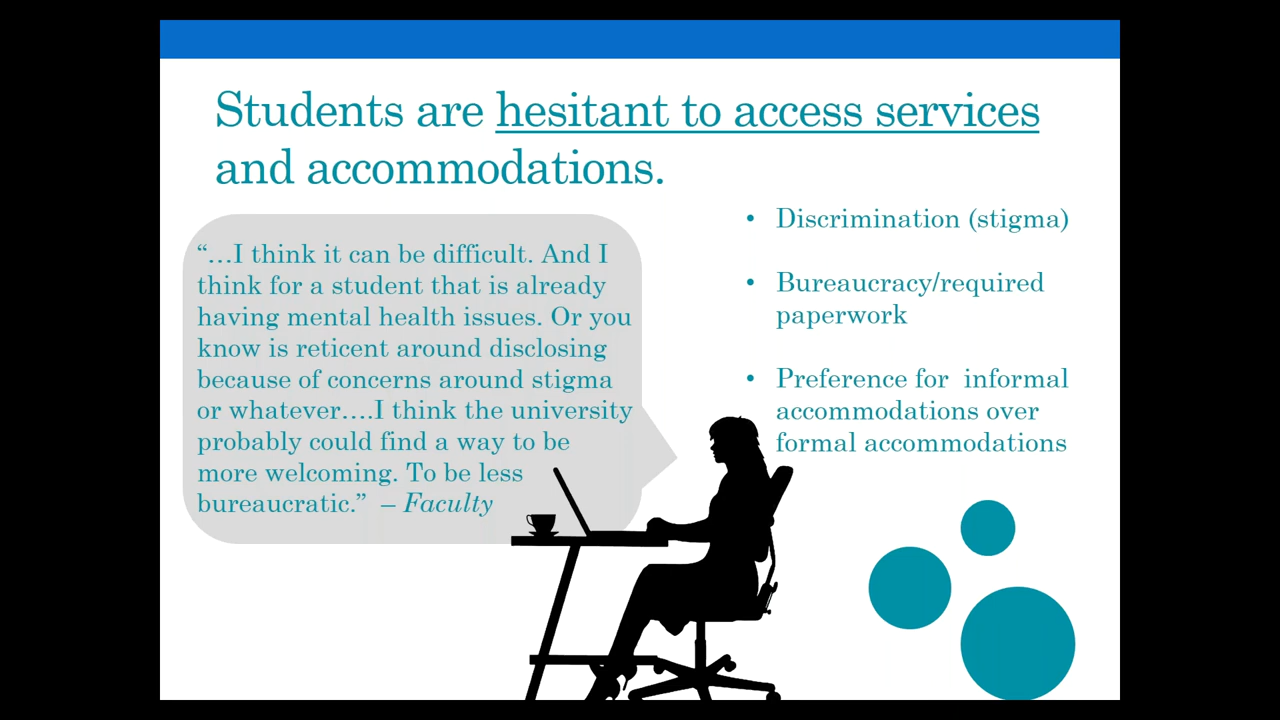 Students are hesitant to access services
and accommodations.
“…I think it can be difficult. And I
think for a student that is already
having mental health issues. Or you
know is reticent around disclosing
because of concerns around stigma
or whatever….I think the university
probably could find a way to be
more welcoming. To be less
bureaucratic.” – Faculty
• Discrimination (stigma)
• Bureaucracy/required
paperwork
• Preference for informal
accommodations over
formal accommodations